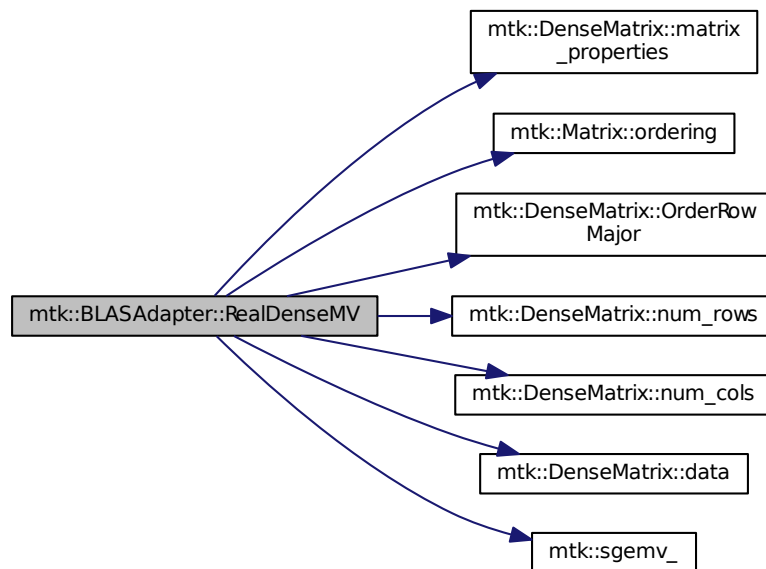 mtk::DenseMatrix::matrix
_properties
mtk::Matrix::ordering
mtk::DenseMatrix::OrderRow
Major
mtk::BLASAdapter::RealDenseMV
mtk::DenseMatrix::num_rows
mtk::DenseMatrix::num_cols
mtk::DenseMatrix::data
mtk::sgemv_